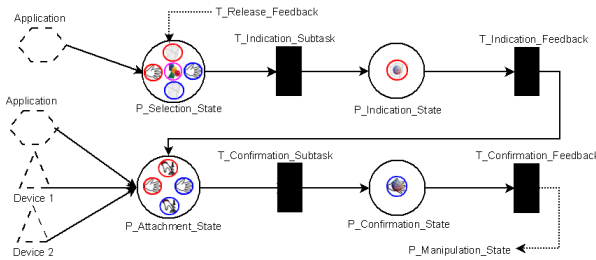 Application
T_Release_Feedback
T_Indication_Subtask
T_Indication_Feedback
P_Selection_State
P_Indication_State
Application
T_Confirmation_Subtask
T_Confirmation_Feedback
Device 1
P_Attachment_State
P_Confirmation_State
Device 2
P_Manipulation_State